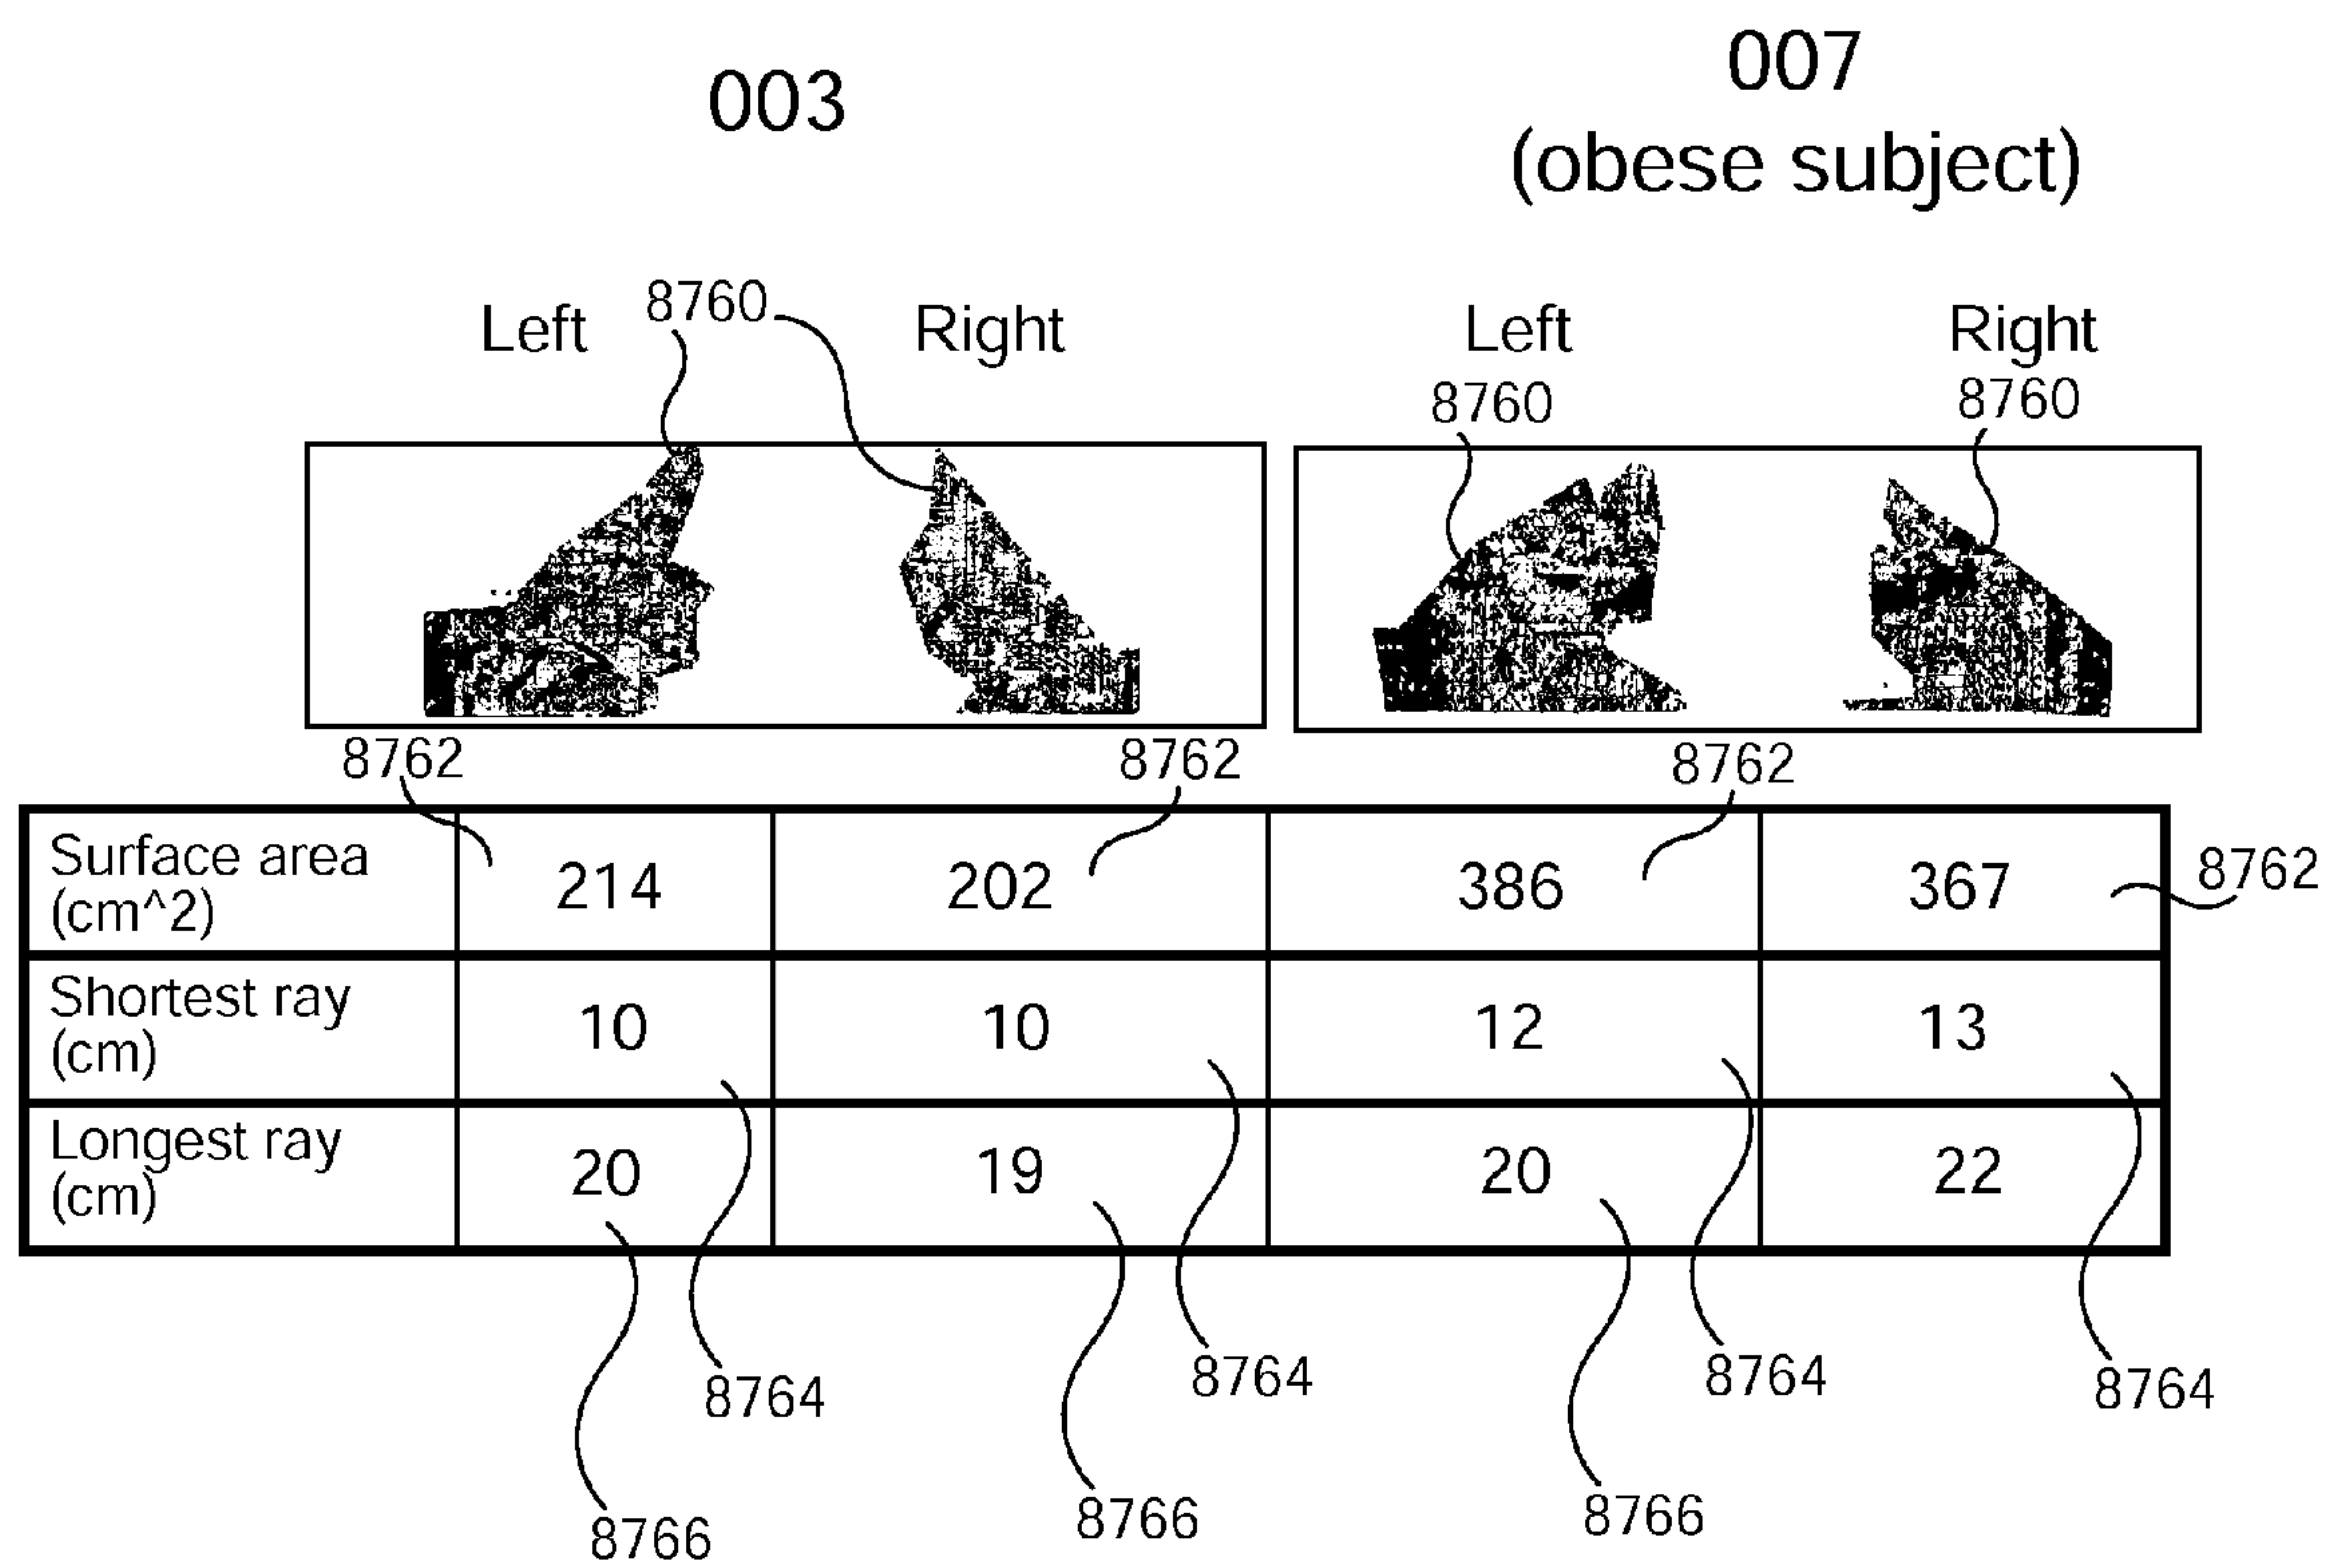 003
007
(obese subject)
Left 8760 Right
Left Right
8760 8760
8762 8762 8762
Surface area (cm^2) 214 202 386 367 8762
Shortest ray (cm) 10 10 12 13
Longest ray (cm) 20 19 20 22
8764 8764 8764 8764
8766 8766 8766